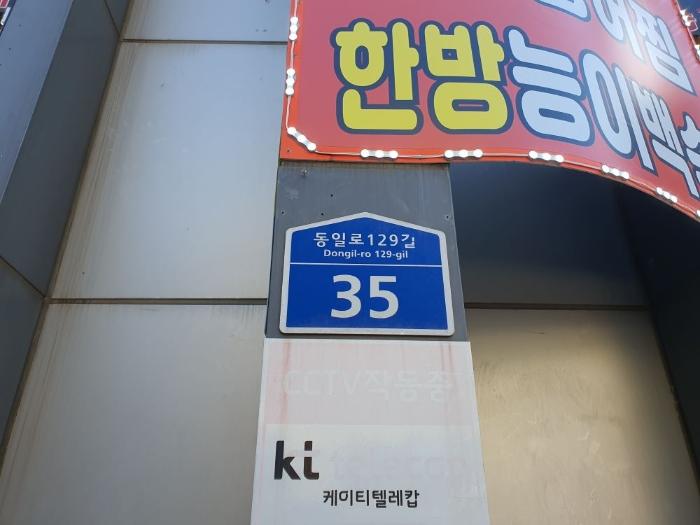 한방능이백
동일로129길
Dongil-ro 129-gil
35
CCTV작동중
kt telecop
케이티텔레캅